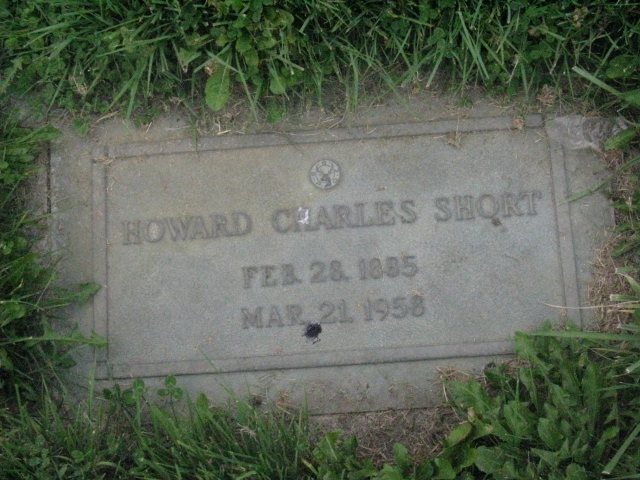 HOWARD CHARLES SHORT
FEB. 28. 1885
MAR. 21. 1958